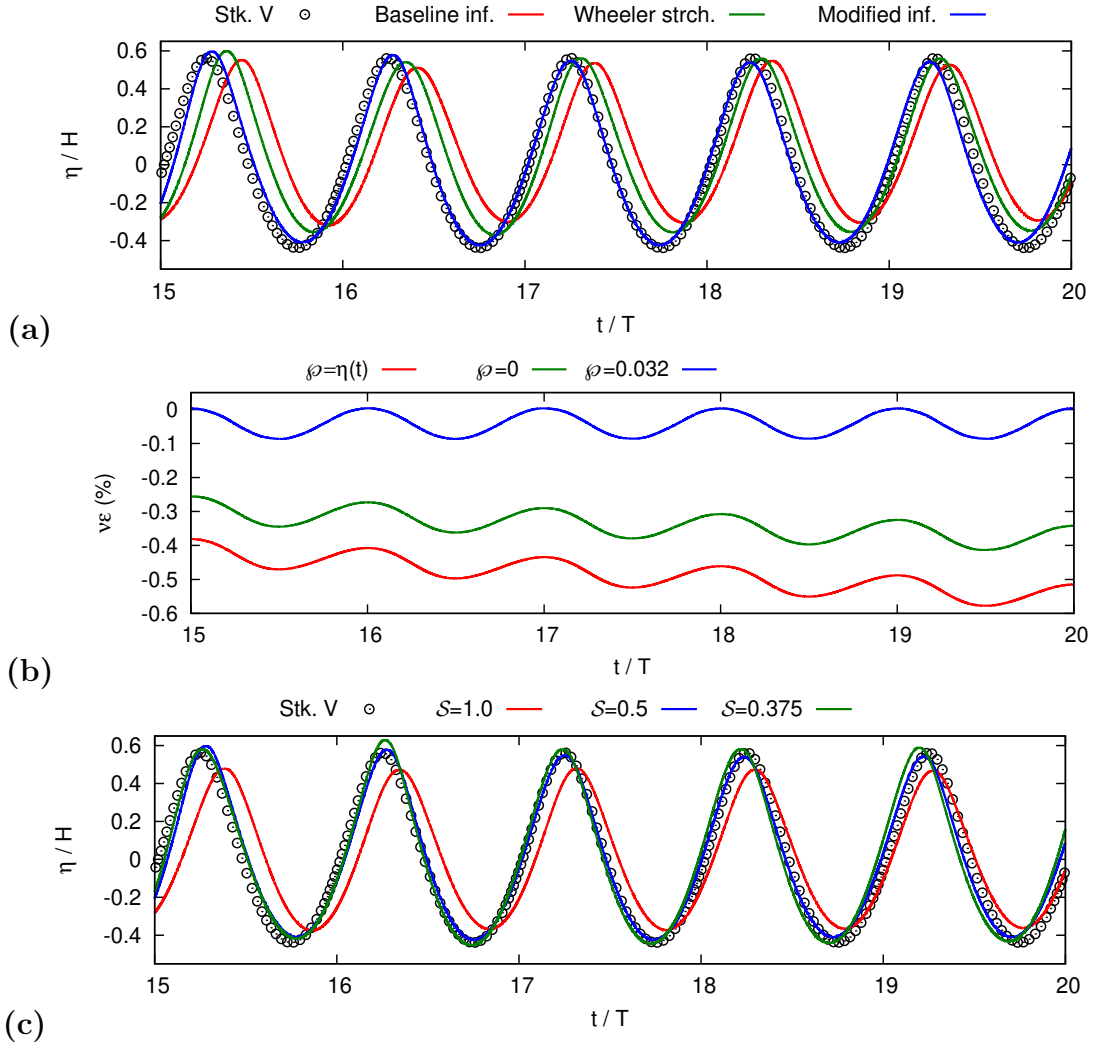 Stk. V Baseline inf. Wheeler strch. Modified inf.
0.6
0.4
0.2
0
-0.2
-0.4
η / H
15 16 17 18 19 20
t / T
(a)
℘=η(t) ℘=0 ℘=0.032
0
-0.1
-0.2
-0.3
-0.4
-0.5
-0.6
νε (%)
15 16 17 18 19 20
t / T
(b)
Stk. V 𝒮=1.0 𝒮=0.5 𝒮=0.375
0.6
0.4
0.2
0
-0.2
-0.4
η / H
15 16 17 18 19 20
t / T
(c)